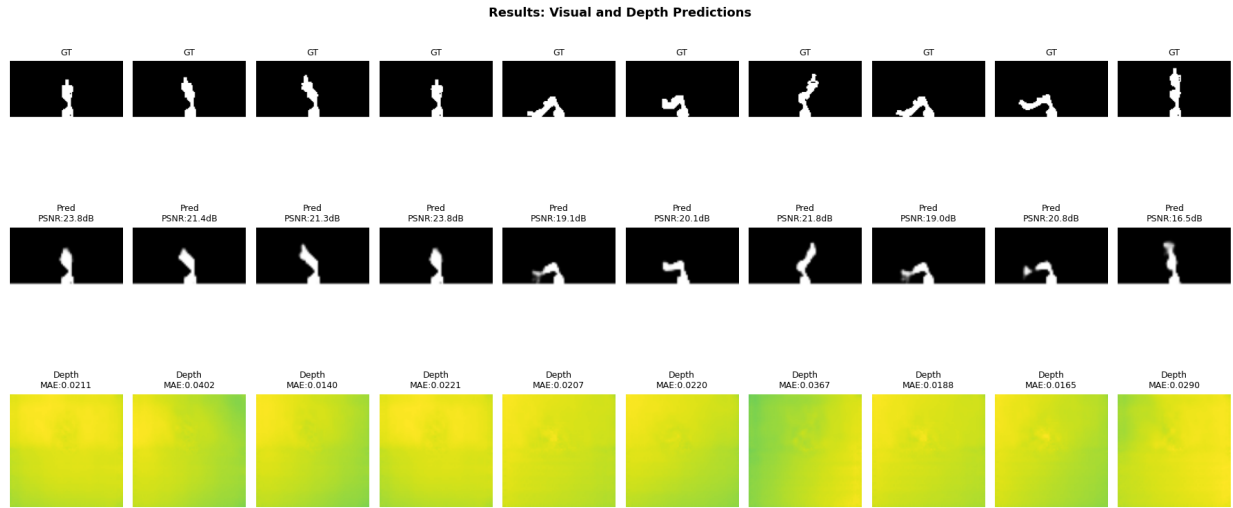 Results: Visual and Depth Predictions
GT GT GT GT GT GT GT GT GT GT
Pred Pred Pred Pred Pred Pred Pred Pred Pred Pred
PSNR:23.8dB PSNR:21.4dB PSNR:21.3dB PSNR:23.8dB PSNR:19.1dB PSNR:20.1dB PSNR:21.8dB PSNR:19.0dB PSNR:20.8dB PSNR:16.5dB
Depth Depth Depth Depth Depth Depth Depth Depth Depth Depth
MAE:0.0211 MAE:0.0402 MAE:0.0140 MAE:0.0221 MAE:0.0207 MAE:0.0220 MAE:0.0367 MAE:0.0188 MAE:0.0165 MAE:0.0290